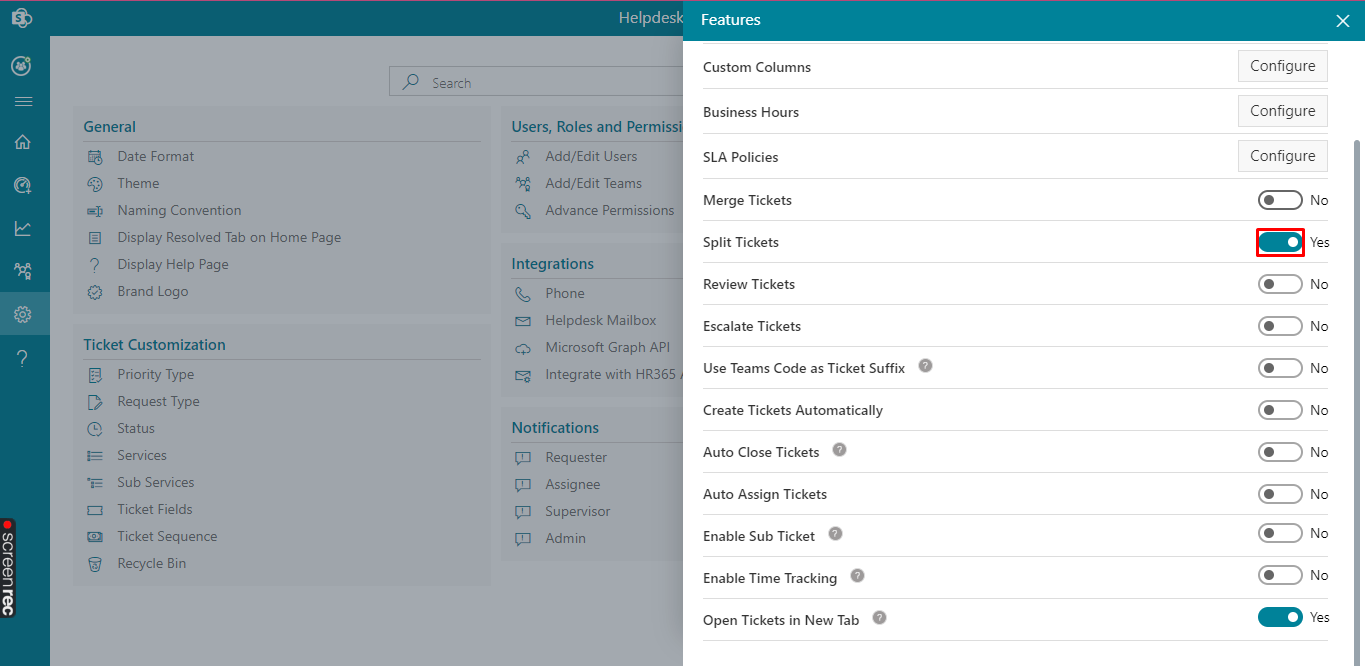 Helpdesk
Search
General
Date Format
Theme
Naming Convention
Display Resolved Tab on Home Page
Display Help Page
Brand Logo
Ticket Customization
Priority Type
Request Type
Status
Services
Sub Services
Ticket Fields
Ticket Sequence
Recycle Bin
Users, Roles and Permissi
Add/Edit Users
Add/Edit Teams
Advance Permissions
Integrations
Phone
Helpdesk Mailbox
Microsoft Graph API
Integrate with HR365 A
Notifications
Requester
Assignee
Supervisor
Admin
Features
Custom Columns Configure
Business Hours Configure
SLA Policies Configure
Merge Tickets No
Split Tickets Yes
Review Tickets No
Escalate Tickets No
Use Teams Code as Ticket Suffix ? No
Create Tickets Automatically No
Auto Close Tickets ? No
Auto Assign Tickets No
Enable Sub Ticket ? No
Enable Time Tracking ? No
Open Tickets in New Tab ? Yes
screenrec